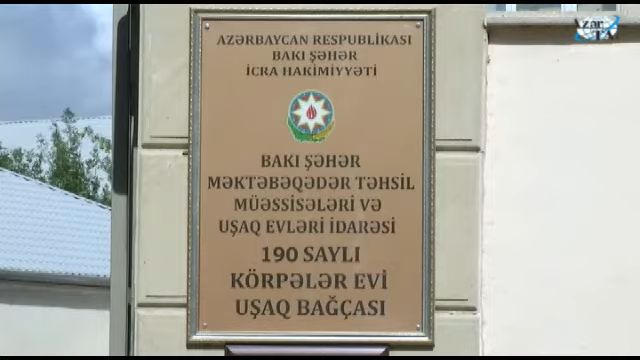 AZƏRBAYCAN RESPUBLİKASI
BAKI ŞƏHƏR
İCRA HAKİMİYYƏTİ
BAKI ŞƏHƏR
MƏKTƏBƏQƏDƏR TƏHSİL
MÜƏSSİSƏLƏRİ VƏ
UŞAQ EVLƏRİ İDARƏSİ
190 SAYLI
KÖRPƏLƏR EVİ
UŞAQ BAĞÇASI